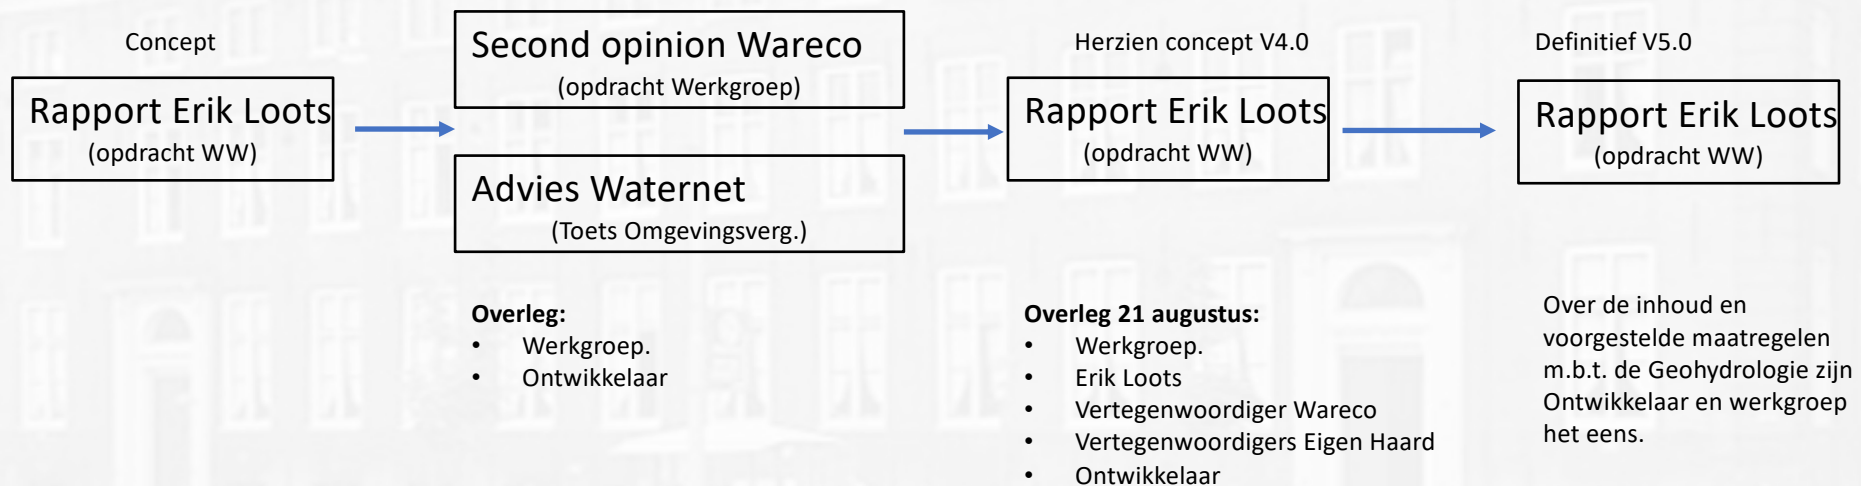 Concept
Rapport Erik Loots
(opdracht WW)
Second opinion Wareco
(opdracht Werkgroep)
Advies Waternet
(Toets Omgevingsverg.)
Overleg:
• Werkgroep.
• Ontwikkelaar
Herzien concept V4.0
Rapport Erik Loots
(opdracht WW)
Overleg 21 augustus:
• Werkgroep.
• Erik Loots
• Vertegenwoordiger Wareco
• Vertegenwoordigers Eigen Haard
• Ontwikkelaar
Definitief V5.0
Rapport Erik Loots
(opdracht WW)
Over de inhoud en
voorgestelde maatregelen
m.b.t. de Geohydrologie zijn
Ontwikkelaar en werkgroep
het eens.